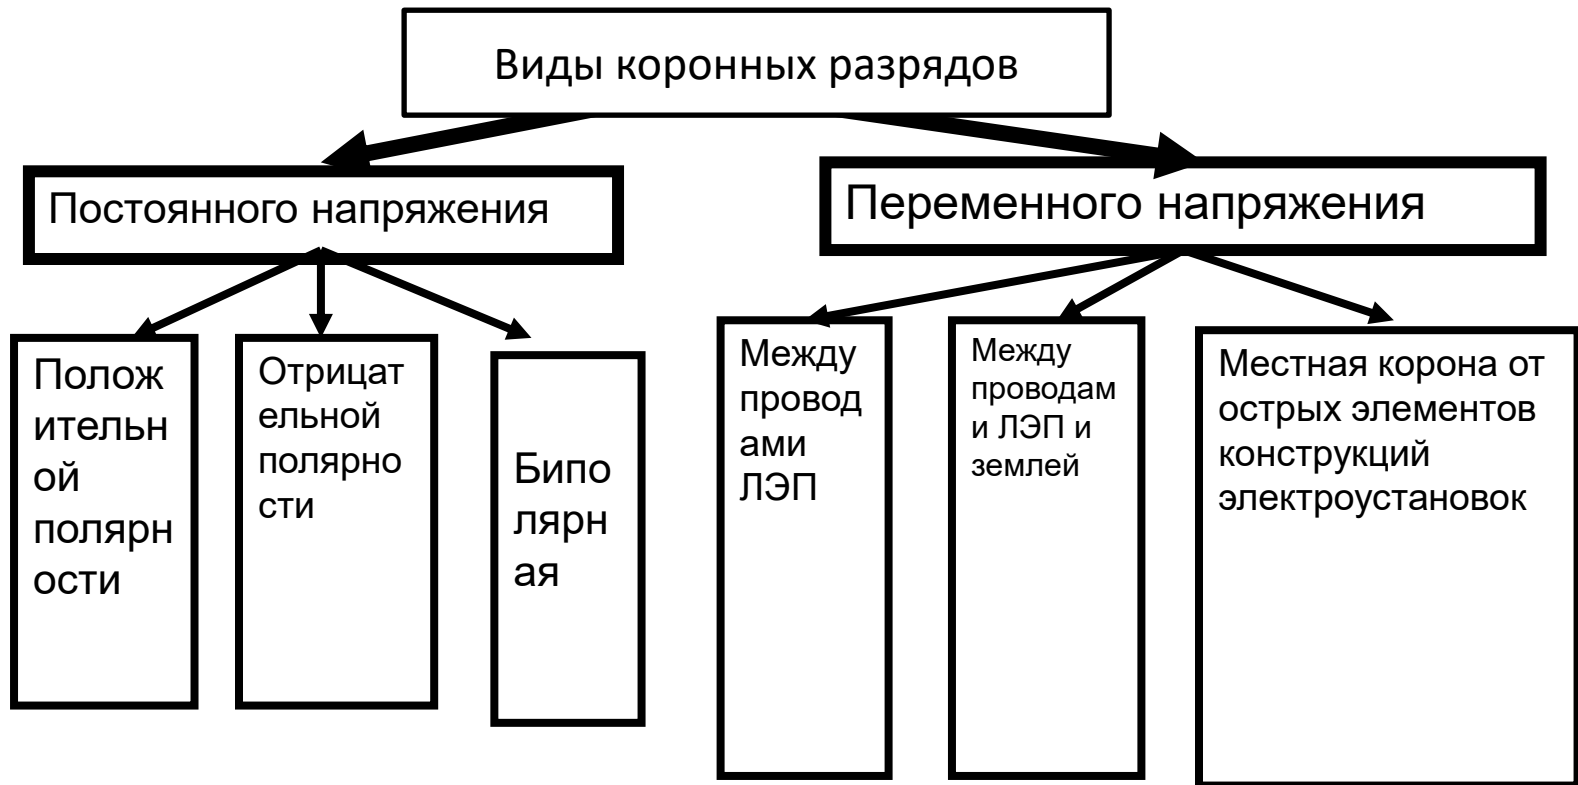 Виды коронных разрядов
Постоянного напряжения
Переменного напряжения
Полож
ительн
ой
полярн
ости
Отрицат
ельной
полярно
сти
Бипо
лярн
ая
Между
провод
ами
ЛЭП
Между
проводам
и ЛЭП и
землей
Местная корона от
острых элементов
конструкций
электроустановок